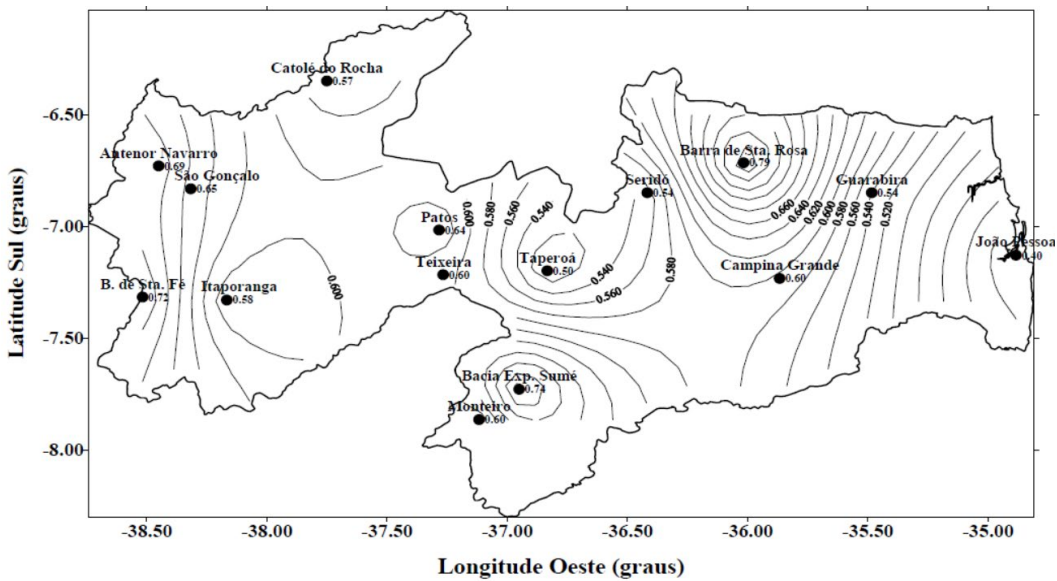 Catolé do Rocha
0.57
-6.50
Antenor Navarro
0.69
São Gonçalo
0.65
Barra de Sta. Rosa
0.79
Seridó
0.54
Guarabira
0.54
-7.00
Patos
0.64
0.600
0.580
0.560
0.540
0.660
0.640
0.620
0.600
0.580
0.560
0.540
0.520
João Pessoa
0.40
Teixeira
0.60
Taperoá
0.50
0.540
0.560
0.580
Campina Grande
0.60
B. de Sta. Fé
0.72
Itaporanga
0.58
0.600
-7.50
Bacia Exp. Sumé
0.74
Monteiro
0.60
-8.00
Latitude Sul (graus)
-38.50 -38.00 -37.50 -37.00 -36.50 -36.00 -35.50 -35.00
Longitude Oeste (graus)